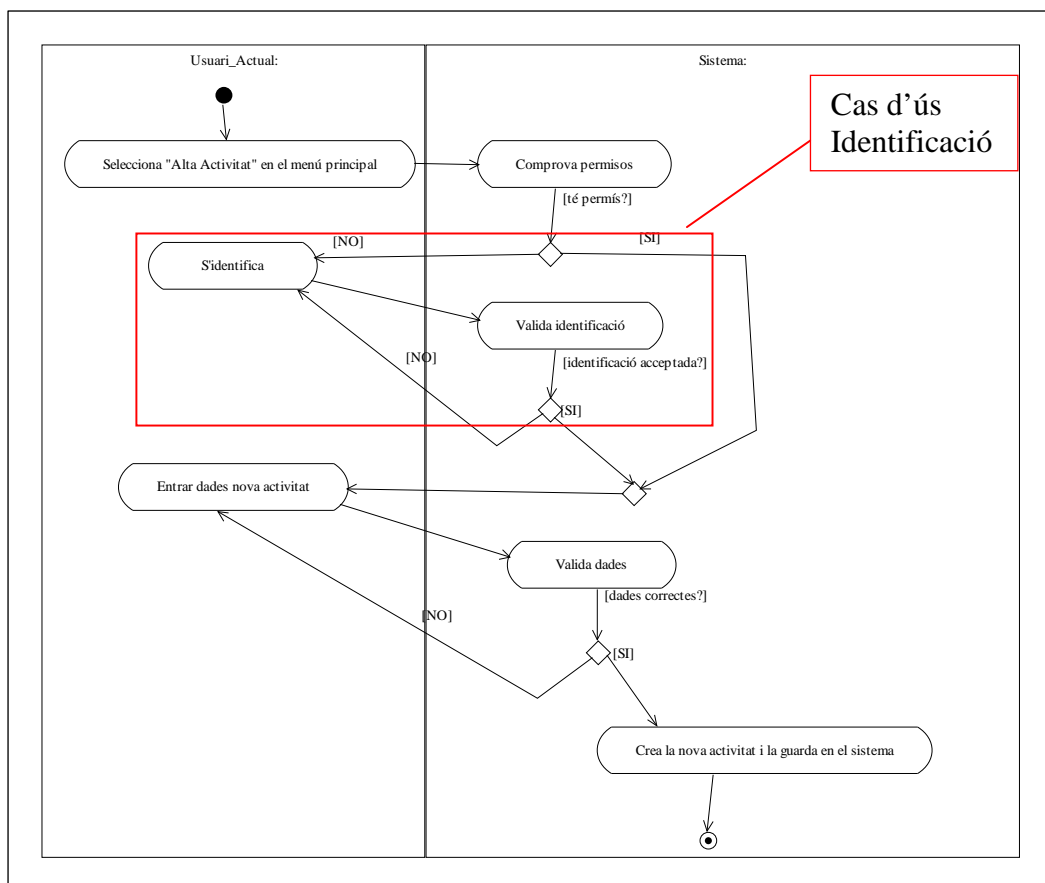 Usuari_Actual:
Sistema:
Cas d'ús
Identificació
Selecciona "Alta Activitat" en el menú principal
Comprova permisos
[té permís?]
[NO]
[SI]
S'identifica
Valida identificació
[NO]
[identificació acceptada?]
[SI]
Entrar dades nova activitat
Valida dades
[dades correctes?]
[NO]
[SI]
Crea la nova activitat i la guarda en el sistema